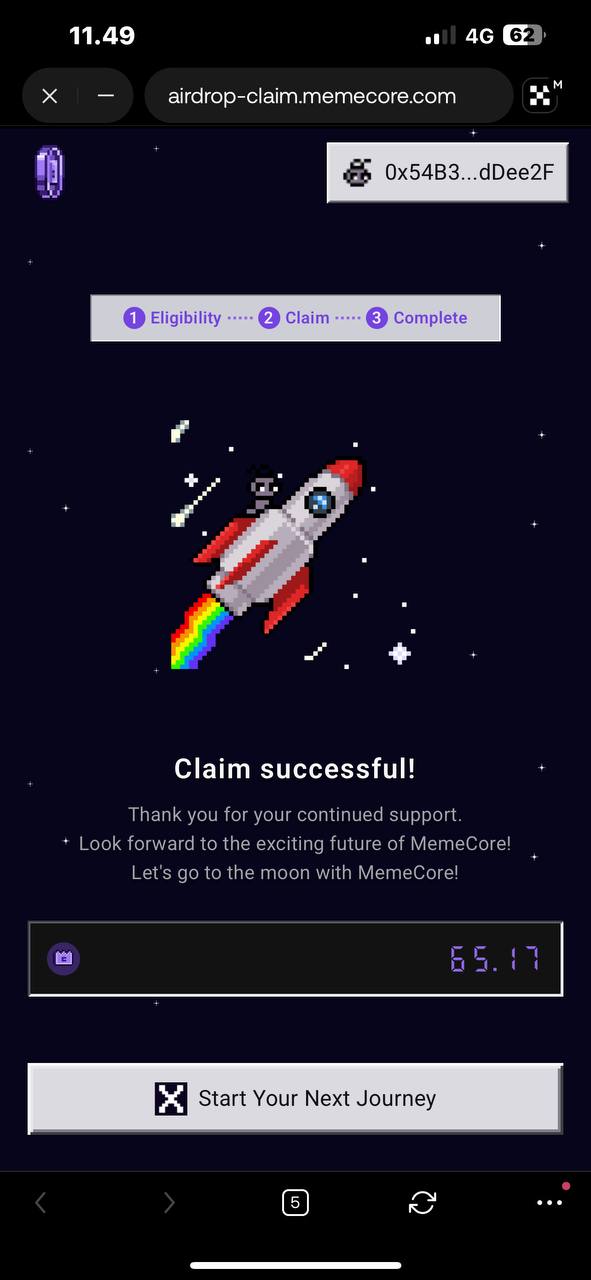 11.49
4G 62
airdrop-claim.memecore.com
M
0x54B3...dDee2F
1 Eligibility ..... 2 Claim ..... 3 Complete
Claim successful!
Thank you for your continued support.
Look forward to the exciting future of MemeCore!
Let's go to the moon with MemeCore!
65.17
Start Your Next Journey
5